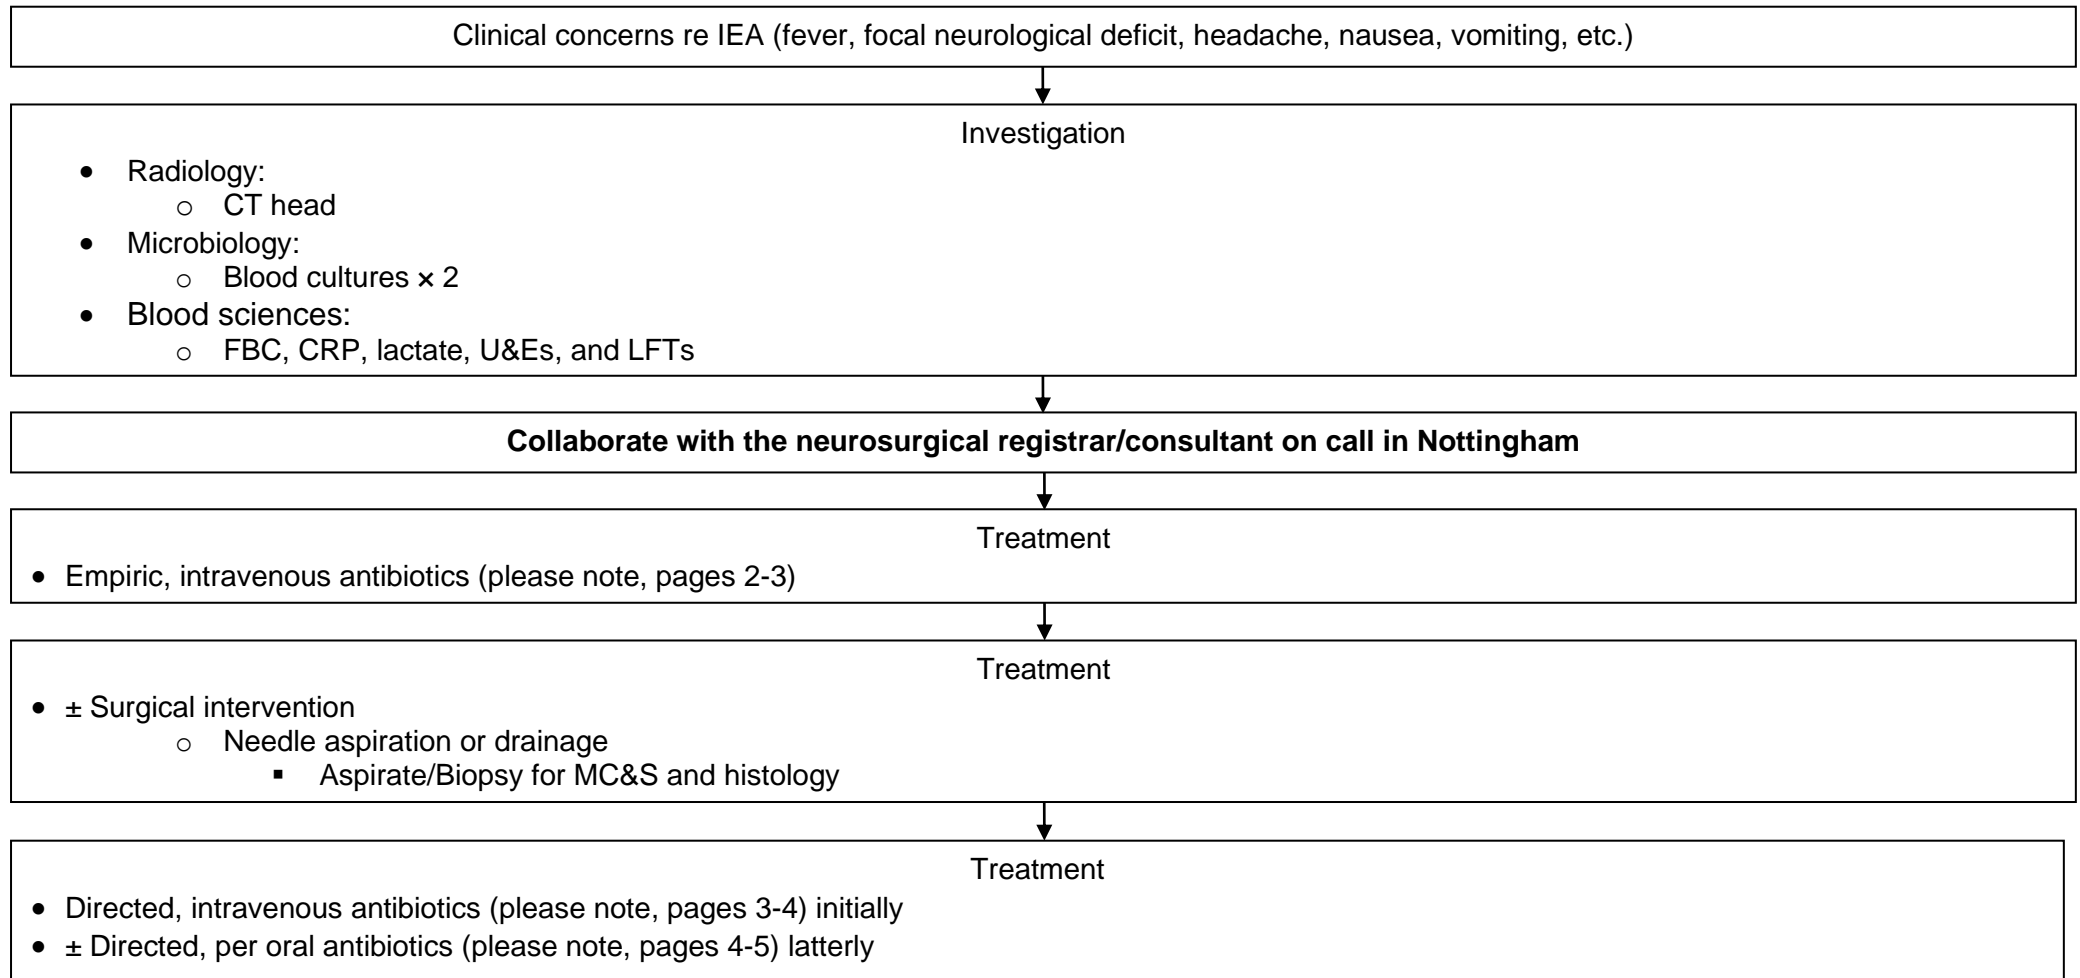 Clinical concerns re IEA (fever, focal neurological deficit, headache, nausea, vomiting, etc.)
Investigation
• Radiology:
o CT head
• Microbiology:
o Blood cultures × 2
• Blood sciences:
o FBC, CRP, lactate, U&Es, and LFTs
Collaborate with the neurosurgical registrar/consultant on call in Nottingham
Treatment
• Empiric, intravenous antibiotics (please note, pages 2-3)
Treatment
• ± Surgical intervention
o Needle aspiration or drainage
▪ Aspirate/Biopsy for MC&S and histology
Treatment
• Directed, intravenous antibiotics (please note, pages 3-4) initially
• ± Directed, per oral antibiotics (please note, pages 4-5) latterly